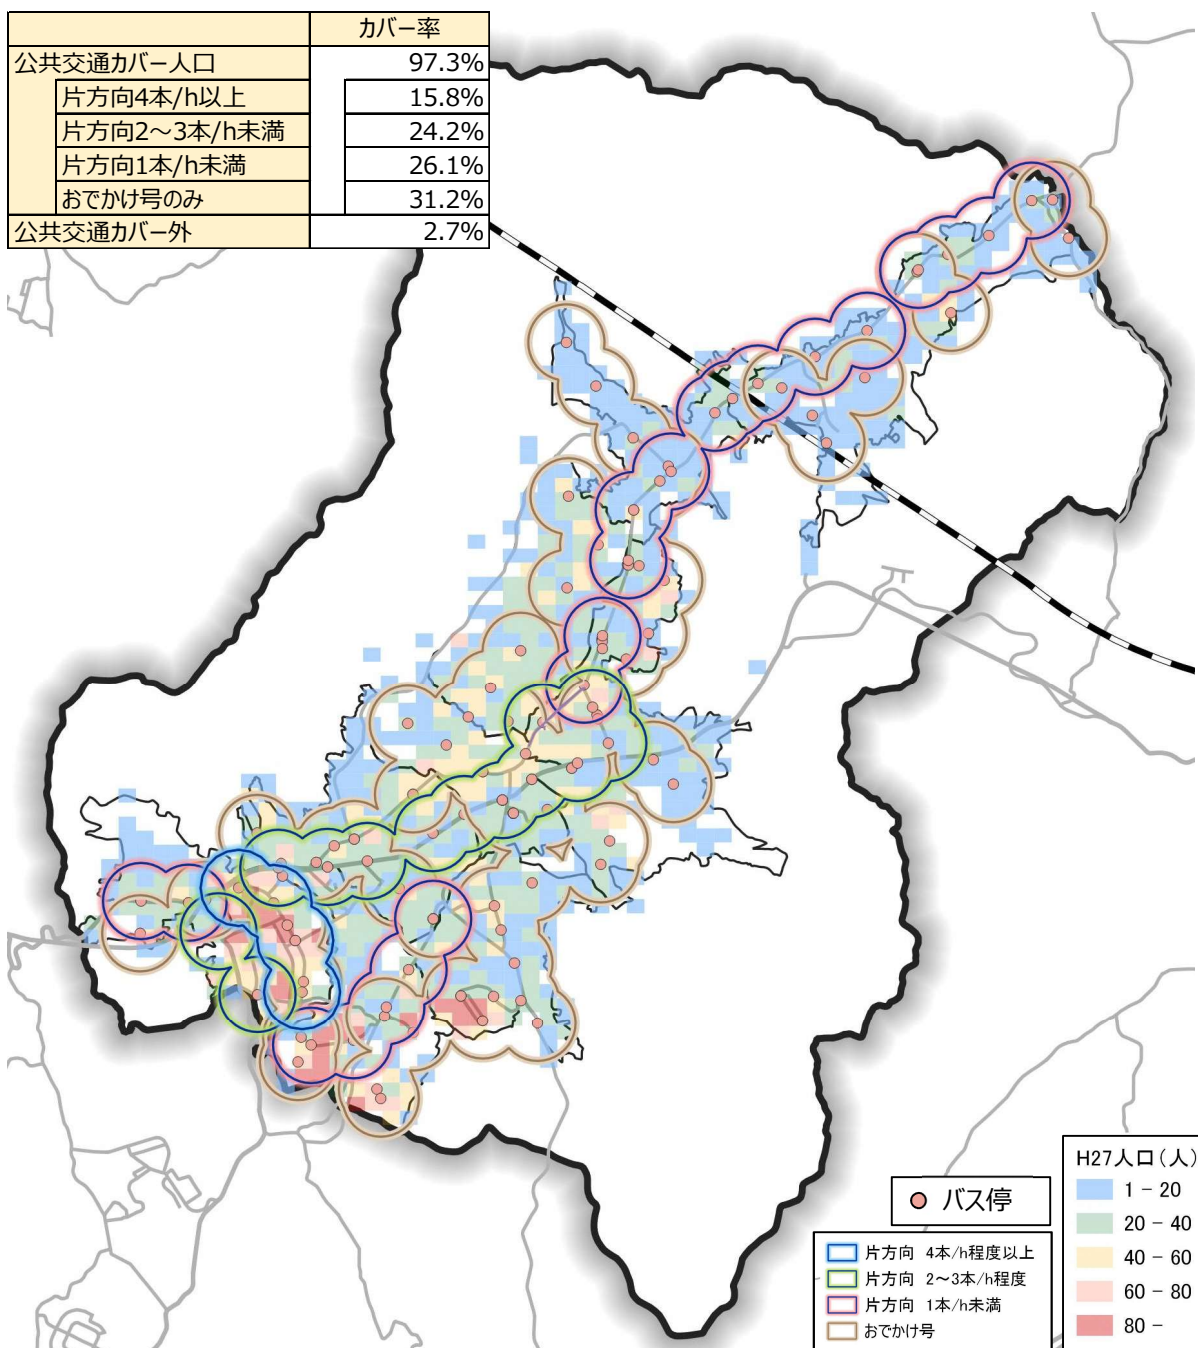 カバー率
公共交通カバー人口 97.3%
片方向4本/h以上 15.8%
片方向2～3本/h未満 24.2%
片方向1本/h未満 26.1%
おでかけ号のみ 31.2%
公共交通カバー外 2.7%
バス停
片方向 4本/h程度以上
片方向 2～3本/h程度
片方向 1本/h未満
おでかけ号
H27人口(人)
1 - 20
20 - 40
40 - 60
60 - 80
80 -